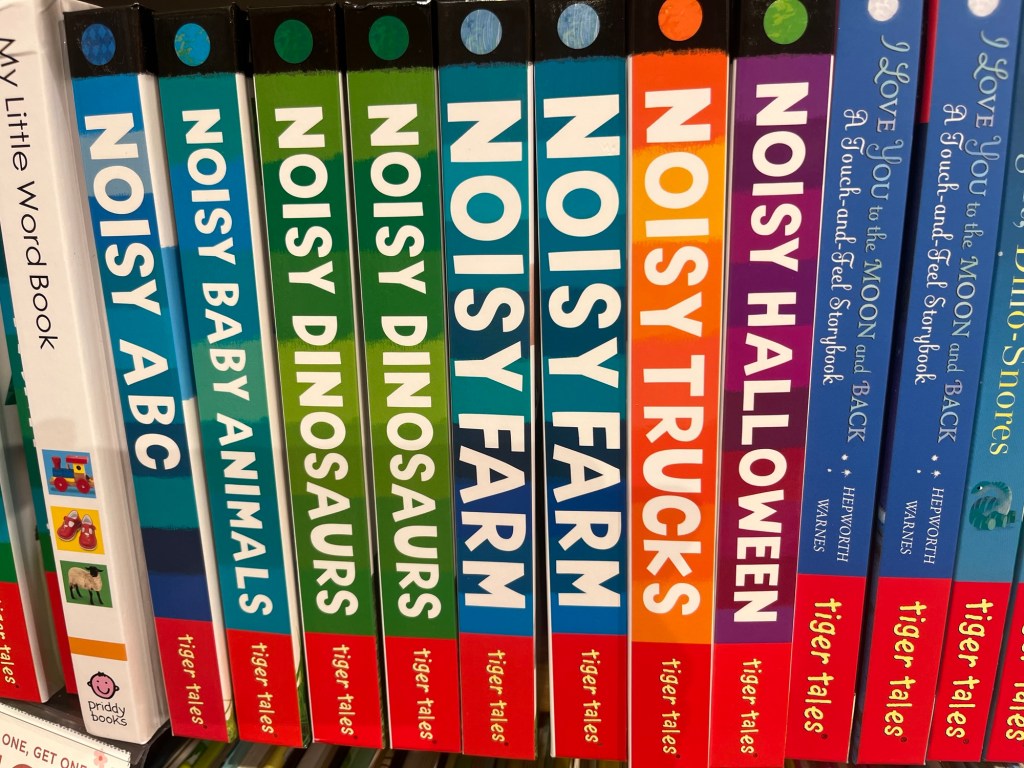 My Little Word Book
priddy
books
NOISY ABC
tiger tales
NOISY BABY ANIMALS
tiger tales
NOISY DINOSAURS
tiger tales
NOISY DINOSAURS
tiger tales
NOISY FARM
tiger tales
NOISY FARM
tiger tales
NOISY TRUCKS
tiger tales
NOISY HALLOWEEN
tiger tales
I LOVE YOU to the MOON and BACK
A Touch-and-Feel Storybook
HEPWORTH
WARNES
tiger tales
I LOVE YOU to the MOON and BACK
A Touch-and-Feel Storybook
HEPWORTH
WARNES
tiger tales
Dino-Snores
tiger tales
tiger tales
tiger tales
ONE, GET ONE